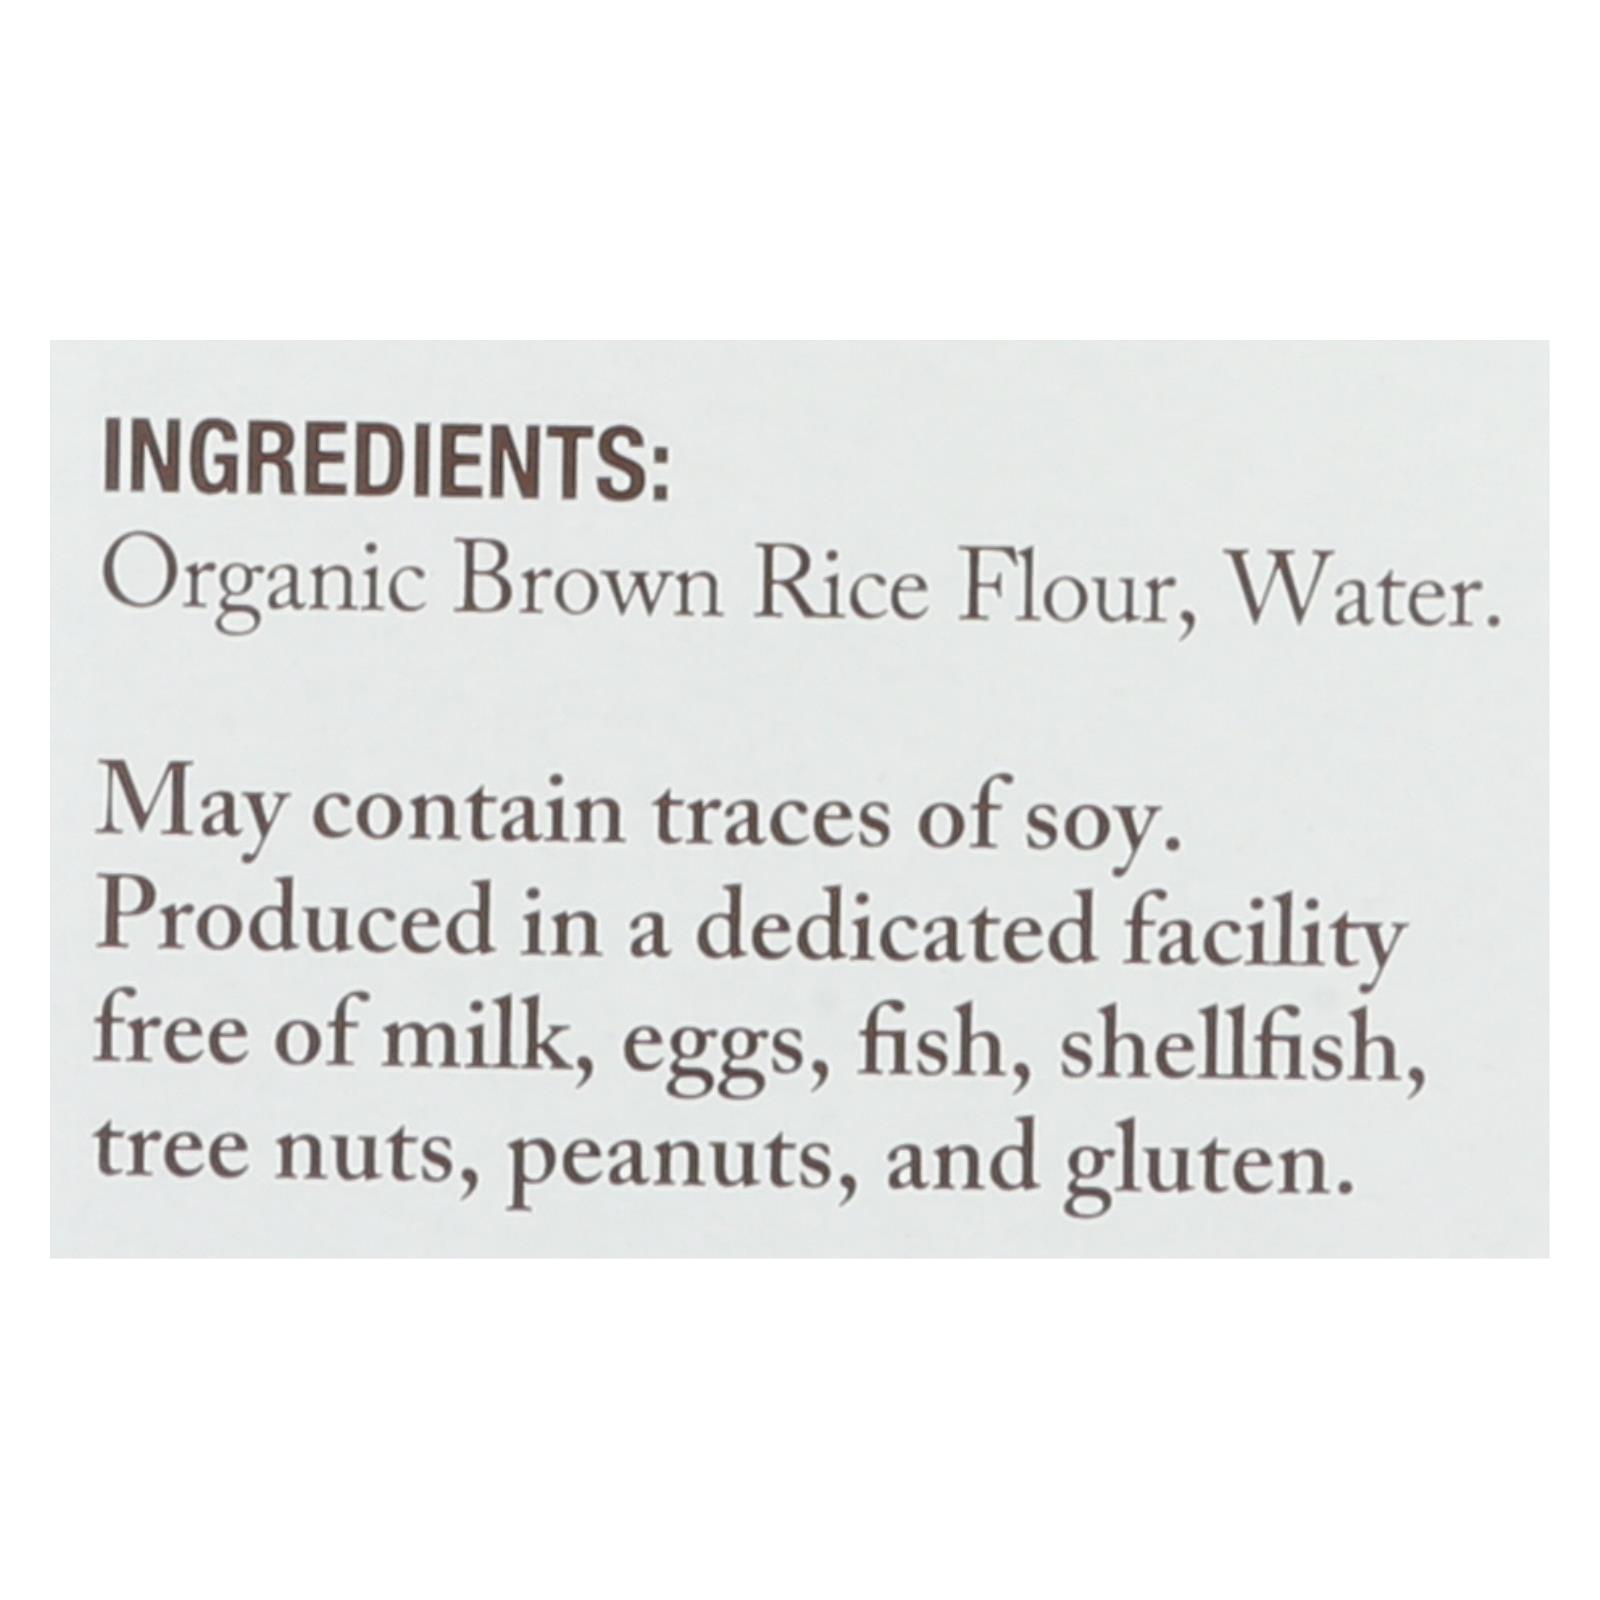 INGREDIENTS:
Organic Brown Rice Flour, Water.
May contain traces of soy.
Produced in a dedicated facility
free of milk, eggs, fish, shellfish,
tree nuts, peanuts, and gluten.